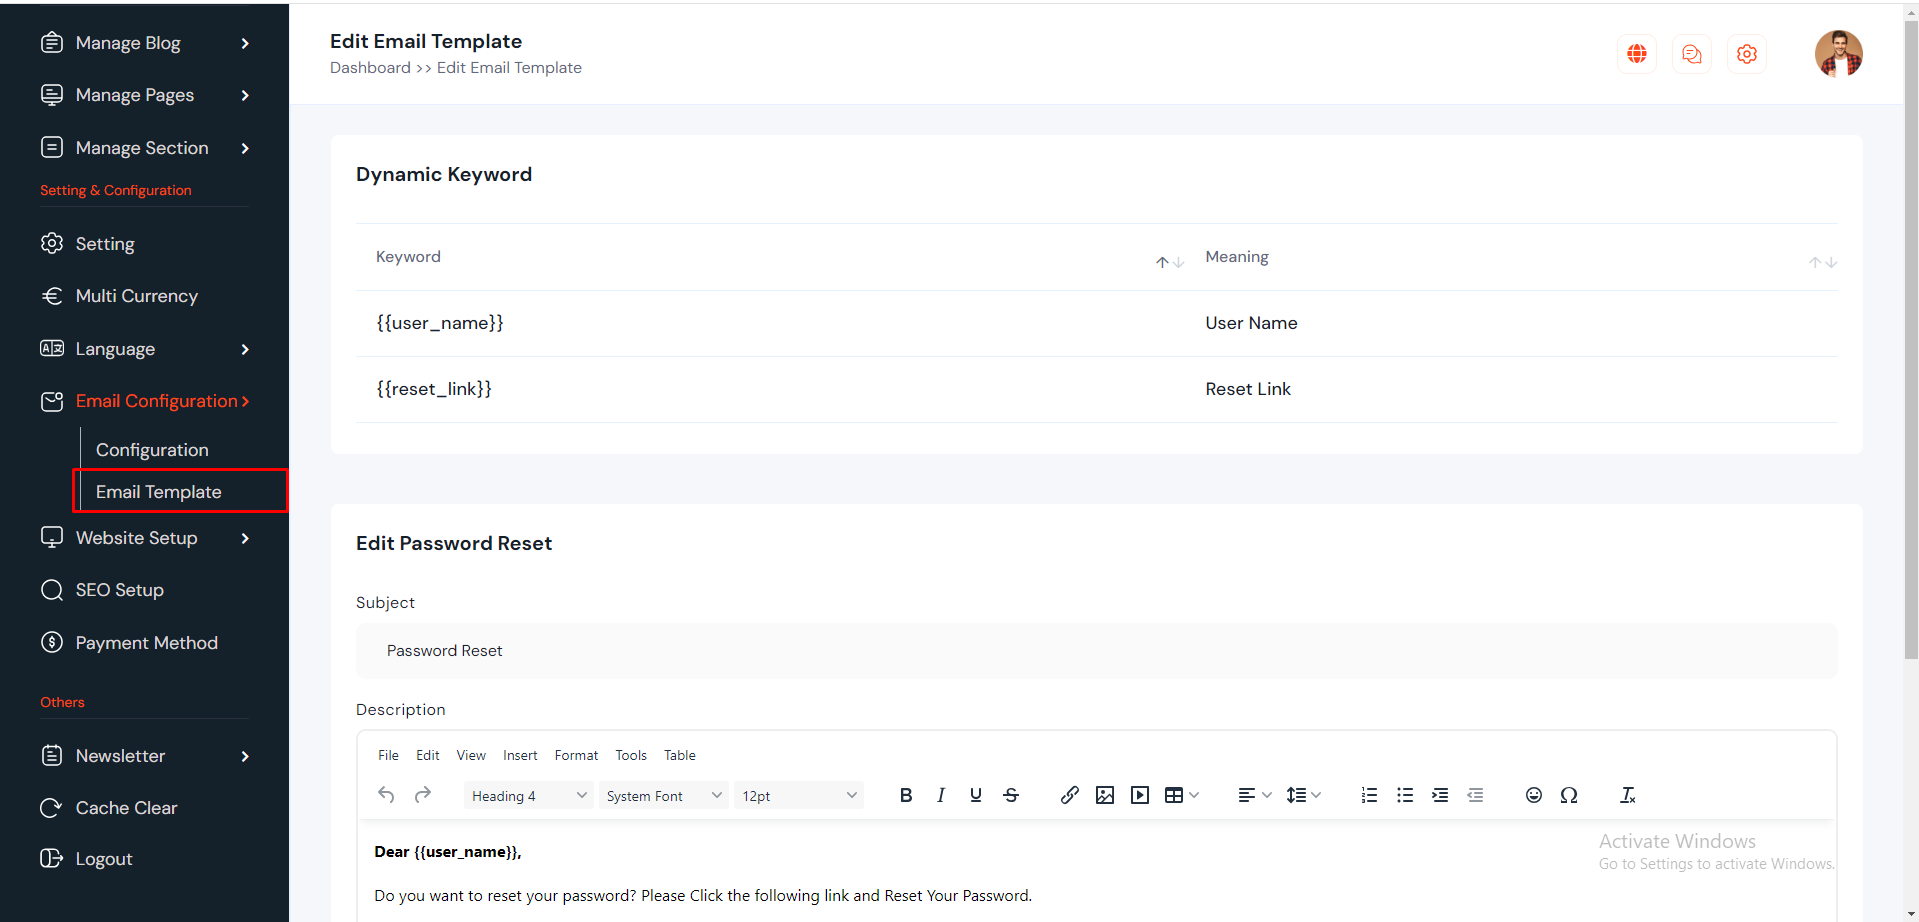 Manage Blog
Manage Pages
Manage Section
Setting & Configuration
Setting
Multi Currency
Language
Email Configuration
Configuration
Email Template
Website Setup
SEO Setup
Payment Method
Others
Newsletter
Cache Clear
Logout
Edit Email Template
Dashboard >> Edit Email Template
Dynamic Keyword
Keyword Meaning
{{user_name}} User Name
{{reset_link}} Reset Link
Edit Password Reset
Subject
Password Reset
Description
File Edit View Insert Format Tools Table
Heading 4 System Font 12pt
Dear {{user_name}},
Do you want to reset your password? Please Click the following link and Reset Your Password.
Activate Windows
Go to Settings to activate Windows.